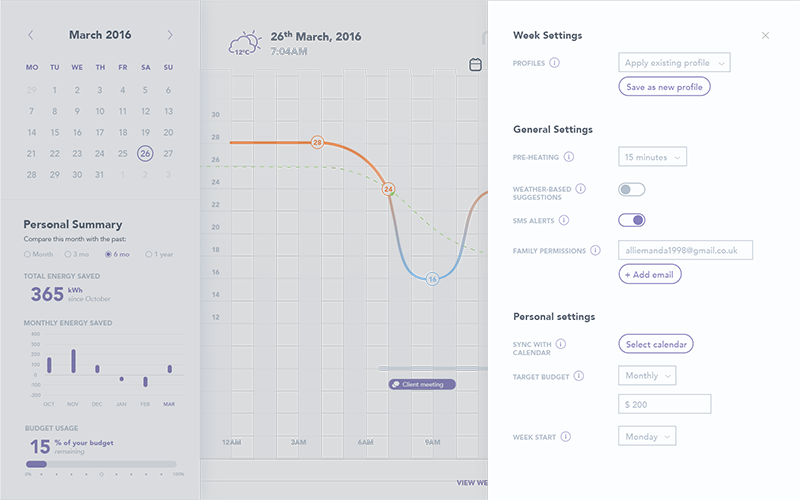 March 2016
MO TU WE TH FR SA SU
29 1 2 3 4 5 6
7 8 9 10 11 12 13
14 15 16 17 18 19 20
21 22 23 24 25 26 27
28 29 30 31 1 2 3
Personal Summary
Compare this month with the past:
Month 3 mo 6 mo 1 year
TOTAL ENERGY SAVED
365 kWh
since October
MONTHLY ENERGY SAVED
400
300
200
100
0
-100
-200
OCT NOV DEC JAN FEB MAR
BUDGET USAGE
15 % of your budget
remaining
0% 100%
12°C
26th March, 2016
7:04AM
30
28
26
24
22
20
18
16
14
12
28
24
16
Client meeting
12AM 3AM 6AM 9AM
VIEW WE
Week Settings
PROFILES Apply existing profile
Save as new profile
General Settings
PRE-HEATING 15 minutes
WEATHER-BASED
SUGGESTIONS
SMS ALERTS
FAMILY PERMISSIONS alliemanda1998@gmail.co.uk
+ Add email
Personal settings
SYNC WITH
CALENDAR
Select calendar
TARGET BUDGET Monthly
$ 200
WEEK START Monday